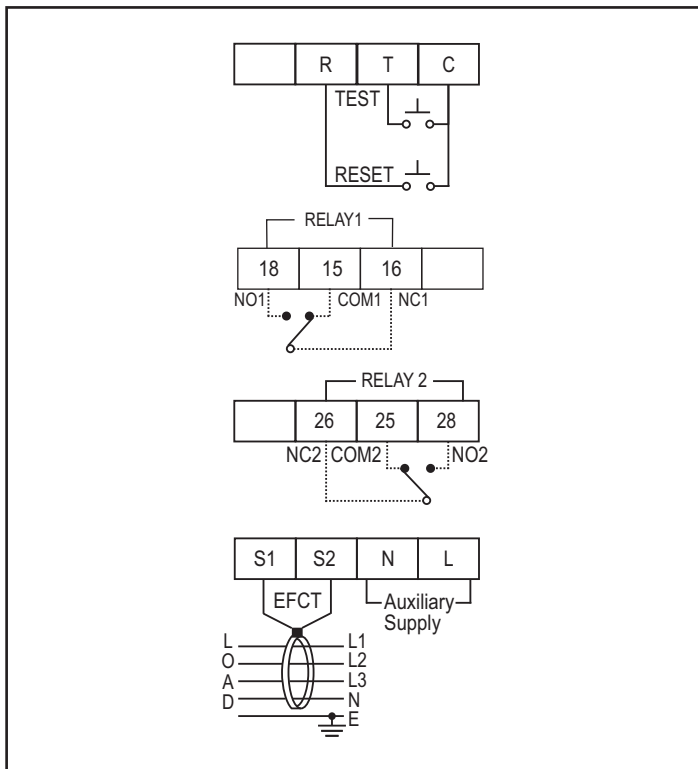 R T C
TEST
RESET
RELAY1
18 15 16
NO1 COM1 NC1
RELAY 2
26 25 28
NC2 COM2 NO2
S1 S2 N L
EFCT
Auxiliary
Supply
L L1
O L2
A L3
D N
E